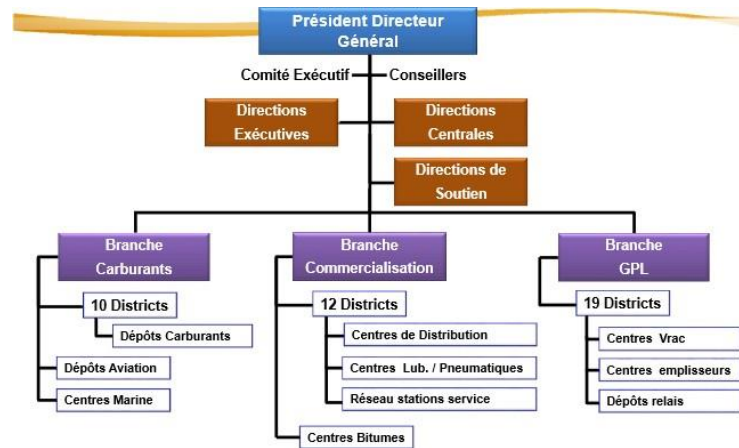 Président Directeur
Général
Comité Exécutif
Conseillers
Directions
Exécutives
Directions
Centrales
Directions de
Soutien
Branche
Carburants
10 Districts
Dépôts Carburants
Dépôts Aviation
Centres Marine
Branche
Commercialisation
12 Districts
Centres de Distribution
Centres Lub. / Pneumatiques
Réseau stations service
Centres Bitumes
Branche
GPL
19 Districts
Centres Vrac
Centres emplisseurs
Dépôts relais